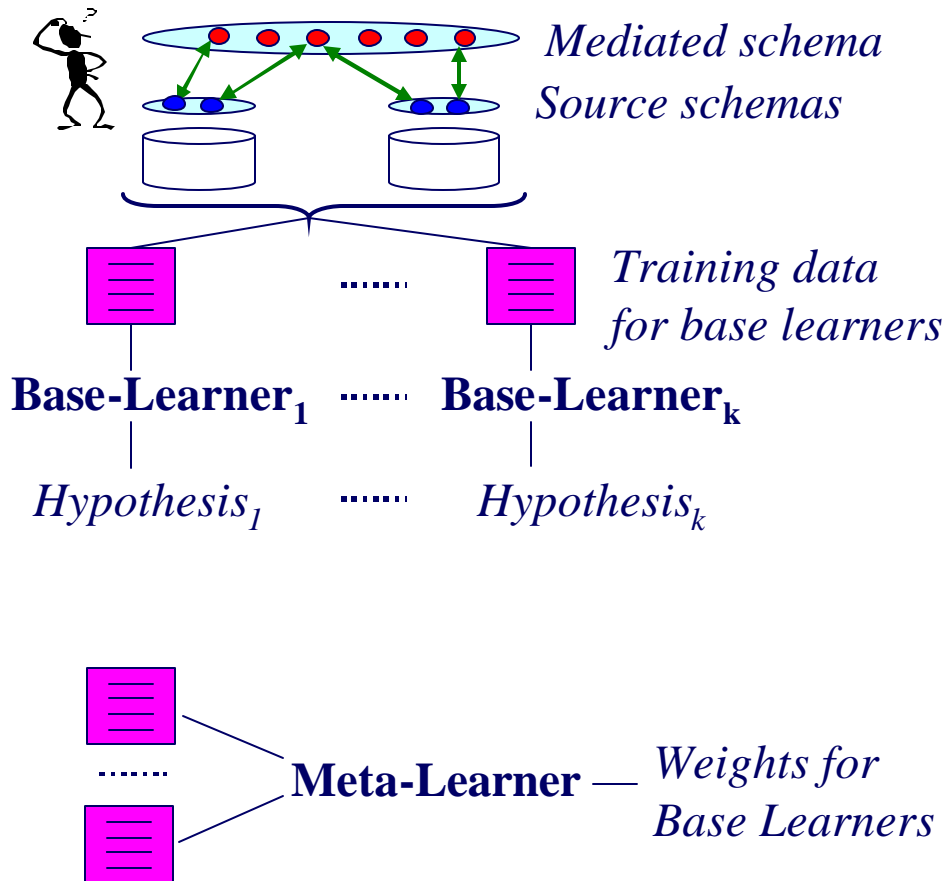 Mediated schema
Source schemas
Training data
for base learners
Base-Learner1 Base-Learnerk
Hypothesis1 Hypothesisk
Meta-Learner
Weights for
Base Learners